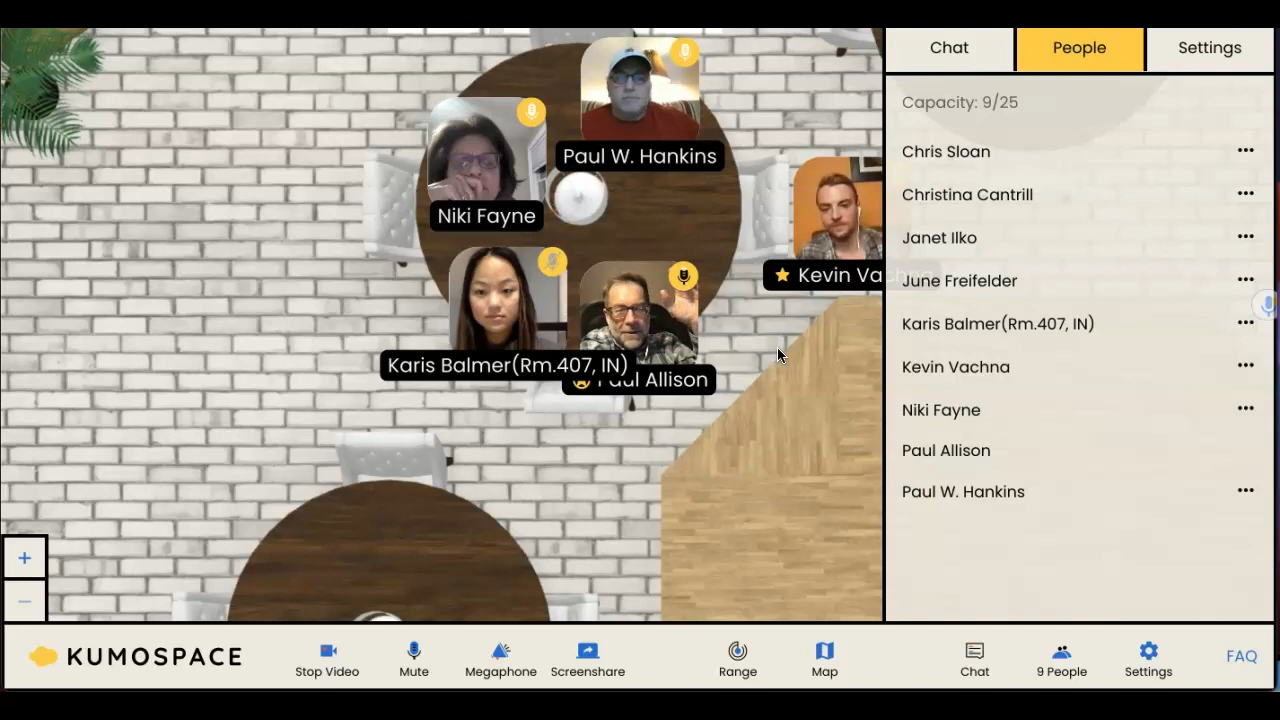 Chat
People
Settings
Capacity: 9/25
Chris Sloan
Christina Cantrill
Janet Ilko
June Freifelder
Karis Balmer(Rm.407, IN)
Kevin Vachna
Niki Fayne
Paul Allison
Paul W. Hankins
Paul W. Hankins
Niki Fayne
Kevin Vachna
Karis Balmer(Rm.407, IN)
Paul Allison
+
−
KUMOSPACE
Stop Video
Mute
Megaphone
Screenshare
Range
Map
Chat
9 People
Settings
FAQ